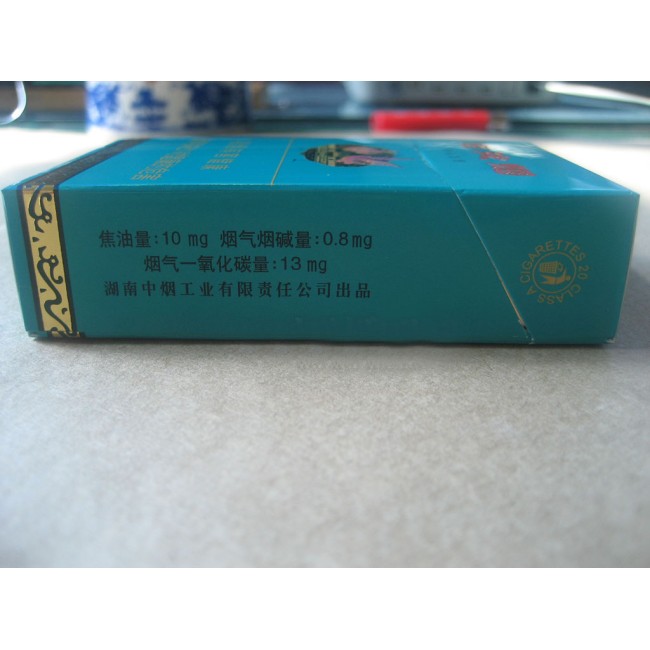 焦油量:10 mg 烟气烟碱量:0.8mg
烟气一氧化碳量:13 mg
湖南中烟工业有限责任公司出品
CLASS A CIGARETTES 20